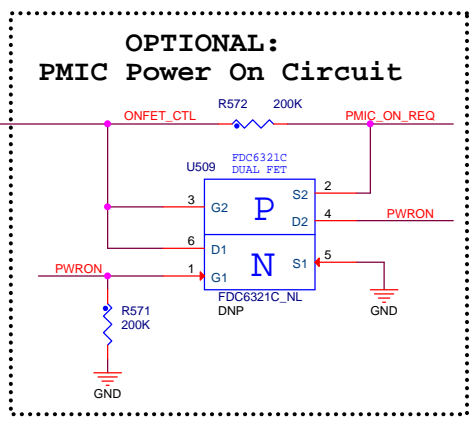 OPTIONAL:
PMIC Power On Circuit
R572 200K
ONFET_CTL PMIC_ON_REQ
U509 FDC6321C
DUAL FET
2
S2
3 G2 P
D2 4 PWRON
6 D1
PWRON 1 G1 N S1 5
FDC6321C_NL
DNP
GND
R571
200K
GND